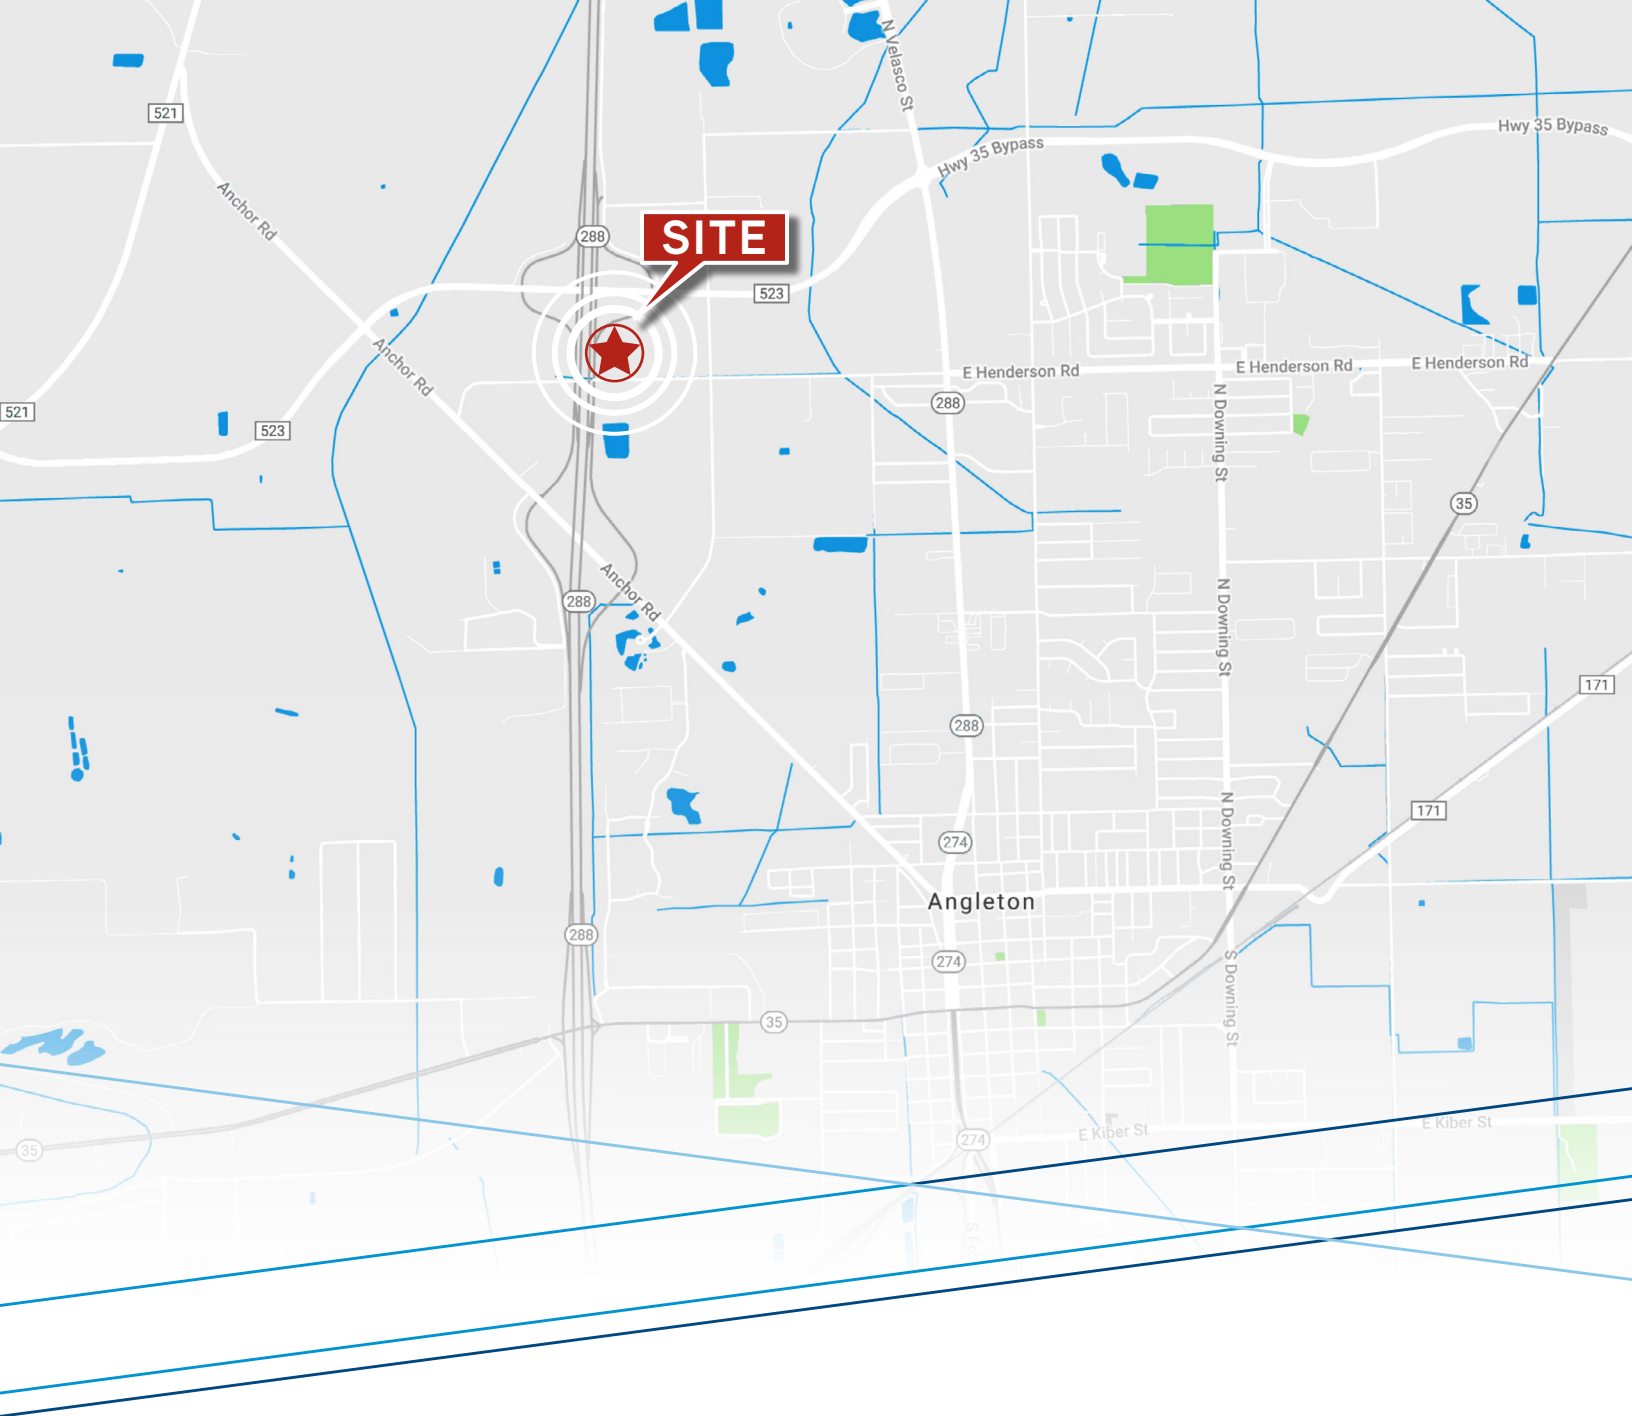 N Velasco St
521
Hwy 35 Bypass
Hwy 35 Bypass
Anchor Rd
288
SITE
523
Anchor Rd
E Henderson Rd
E Henderson Rd
E Henderson Rd
521
523
288
N Downing St
35
Anchor Rd
288
N Downing St
171
288
N Downing St
171
274
Angleton
288
274
S Downing St
35
35
274
E Kiber St
E Kiber St